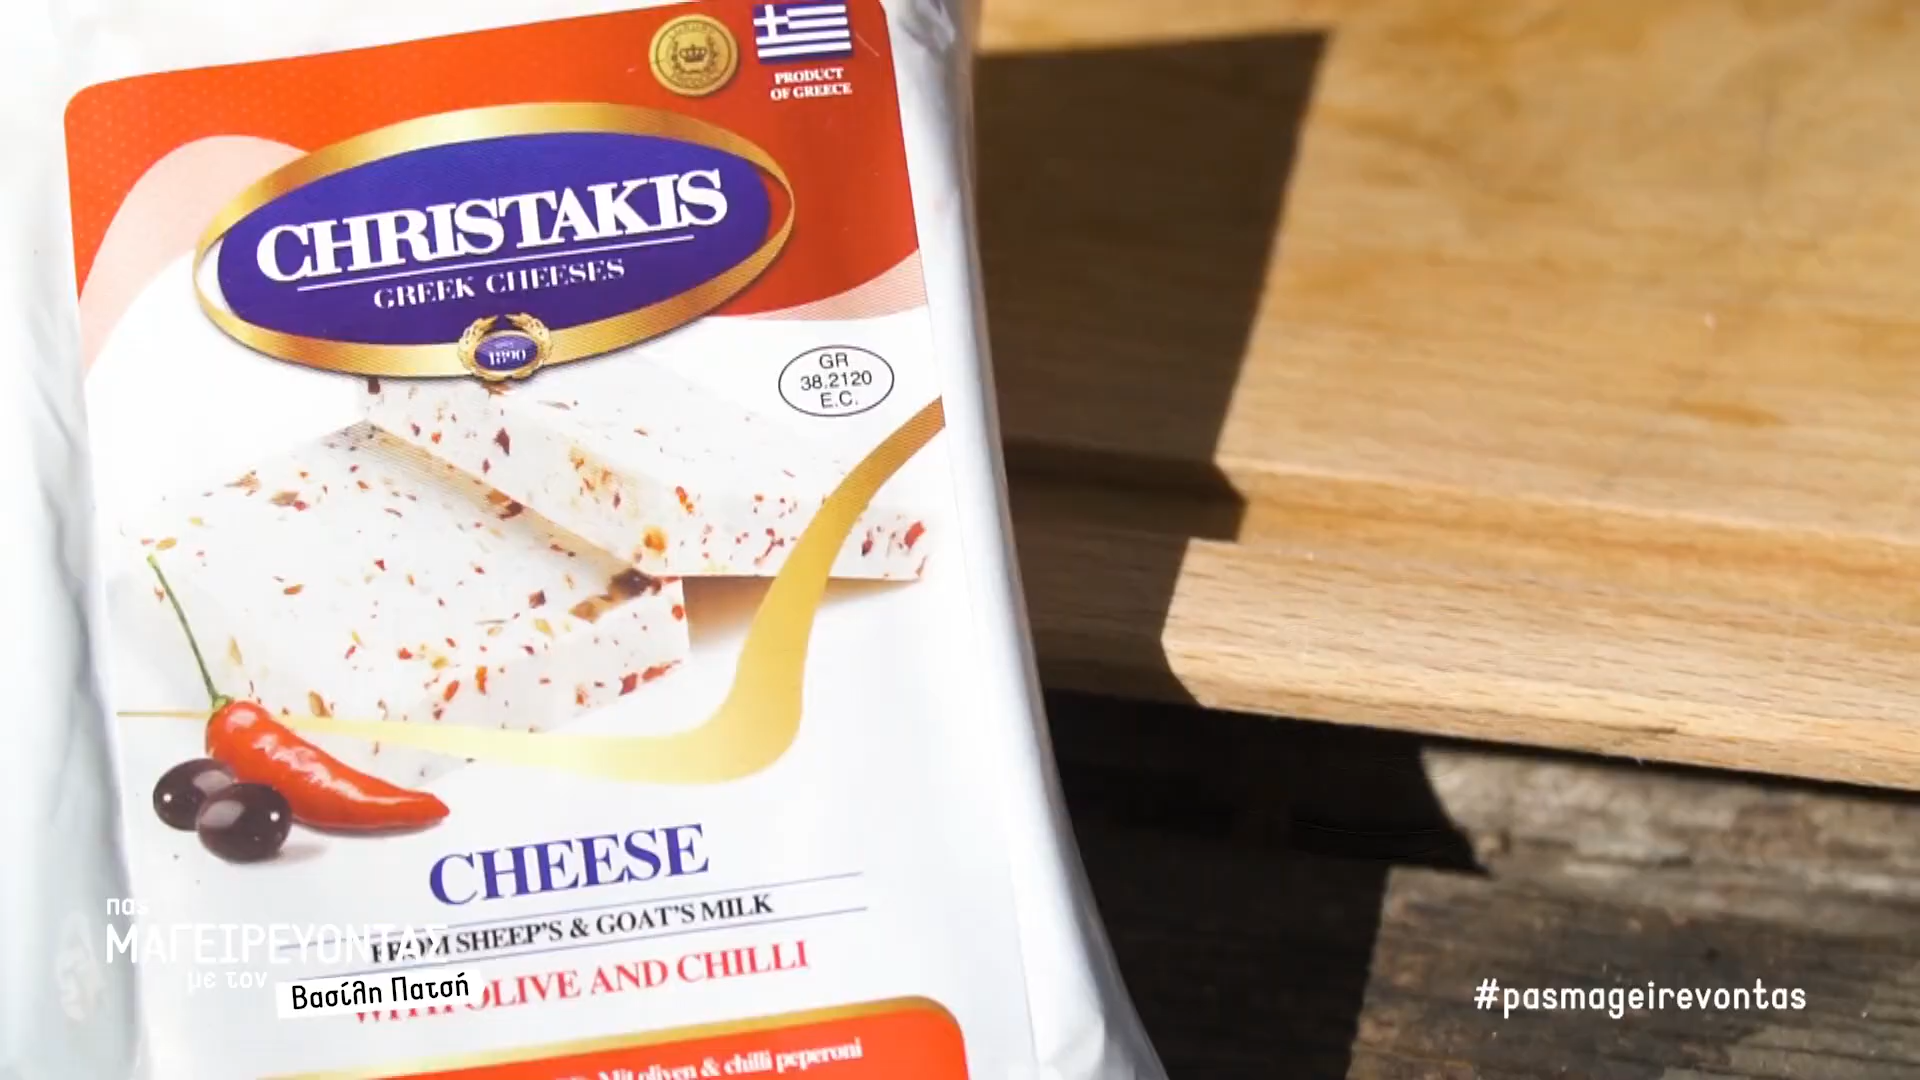 PRODUCT
OF GREECE
CHRISTAKIS
GREEK CHEESES
1890
GR
38.2120
E.C.
CHEESE
FROM SHEEP'S & GOAT'S MILK
WITH OLIVE AND CHILLI
Mit oliven & chilli peperoni
πας
ΜΑΓΕΙΡΕΥΟΝΤΑΣ
με τον
Βασίλη Πατσή
#pasmageirevontas